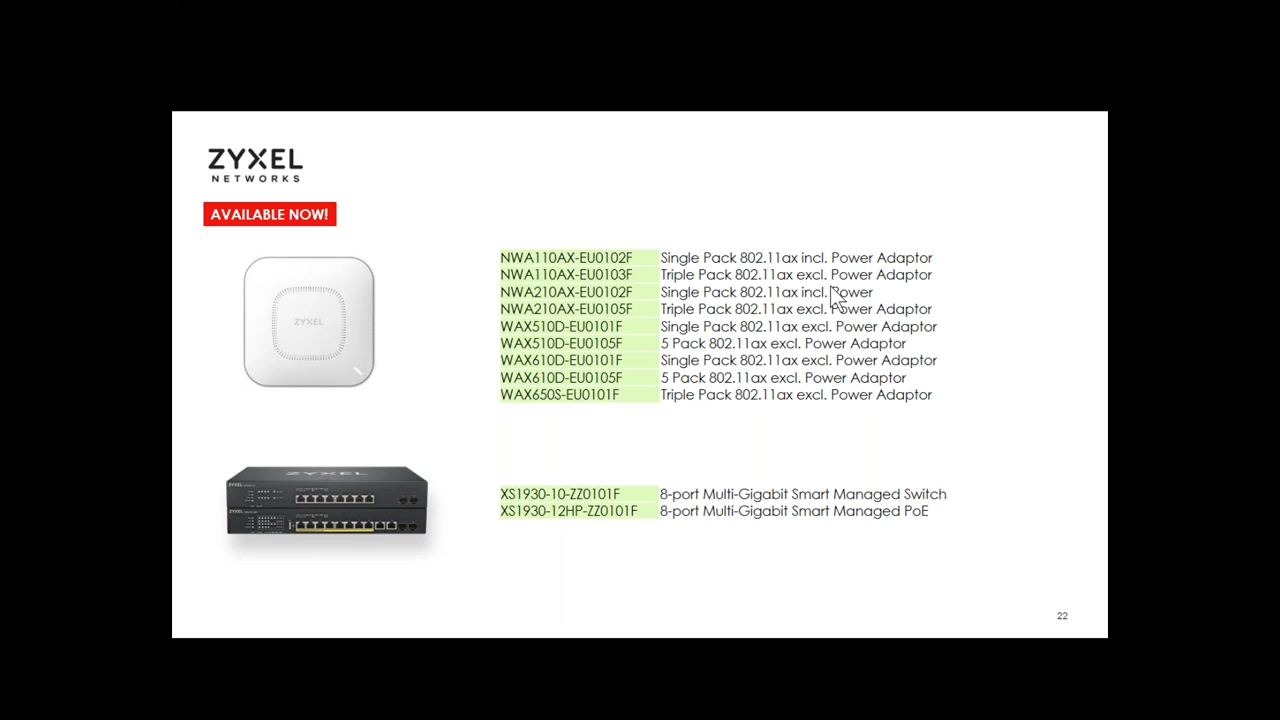 ZYXEL
NETWORKS
AVAILABLE NOW!
NWA110AX-EU0102F Single Pack 802.11ax incl. Power Adaptor
NWA110AX-EU0103F Triple Pack 802.11ax excl. Power Adaptor
NWA210AX-EU0102F Single Pack 802.11ax incl. Power
NWA210AX-EU0105F Triple Pack 802.11ax excl. Power Adaptor
WAX510D-EU0101F Single Pack 802.11ax excl. Power Adaptor
WAX510D-EU0105F 5 Pack 802.11ax excl. Power Adaptor
WAX610D-EU0101F Single Pack 802.11ax excl. Power Adaptor
WAX610D-EU0105F 5 Pack 802.11ax excl. Power Adaptor
WAX650S-EU0101F Triple Pack 802.11ax excl. Power Adaptor
ZYXEL
ZYXEL
ZYXEL
ZYXEL
XS1930-10-ZZ0101F 8-port Multi-Gigabit Smart Managed Switch
XS1930-12HP-ZZ0101F 8-port Multi-Gigabit Smart Managed PoE
22